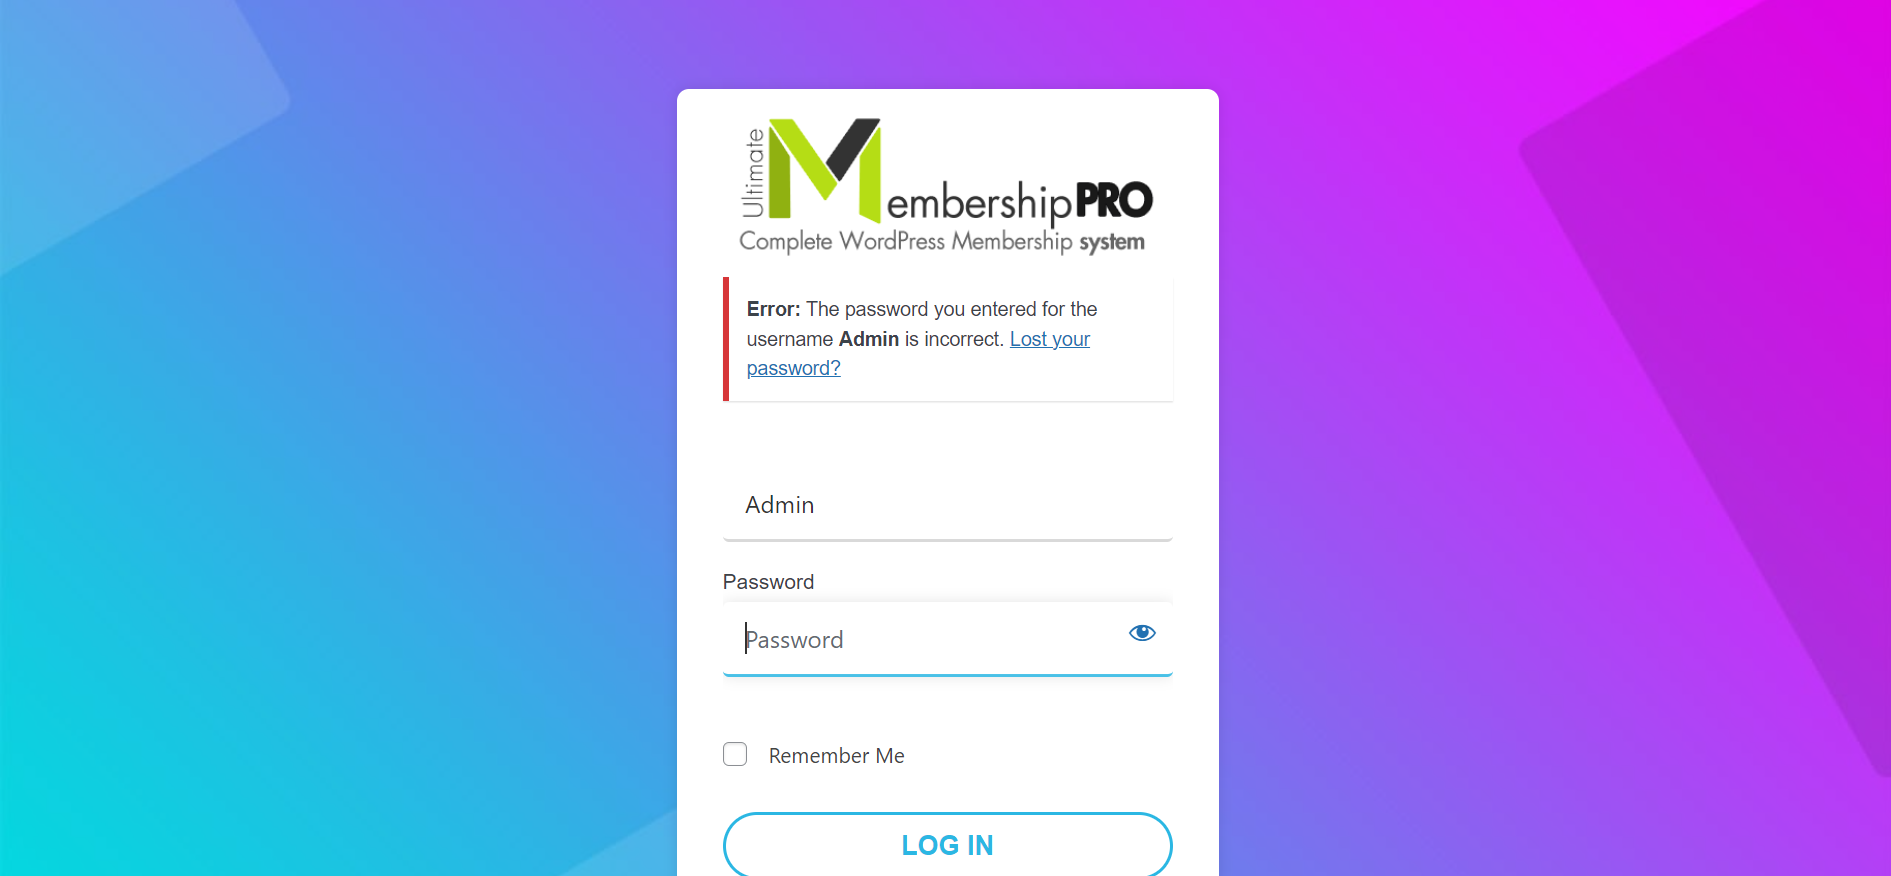 Ultimate
MembershipPRO
Complete WordPress Membership system
Error: The password you entered for the
username Admin is incorrect. Lost your
password?
Admin
Password
Password
Remember Me
LOG IN